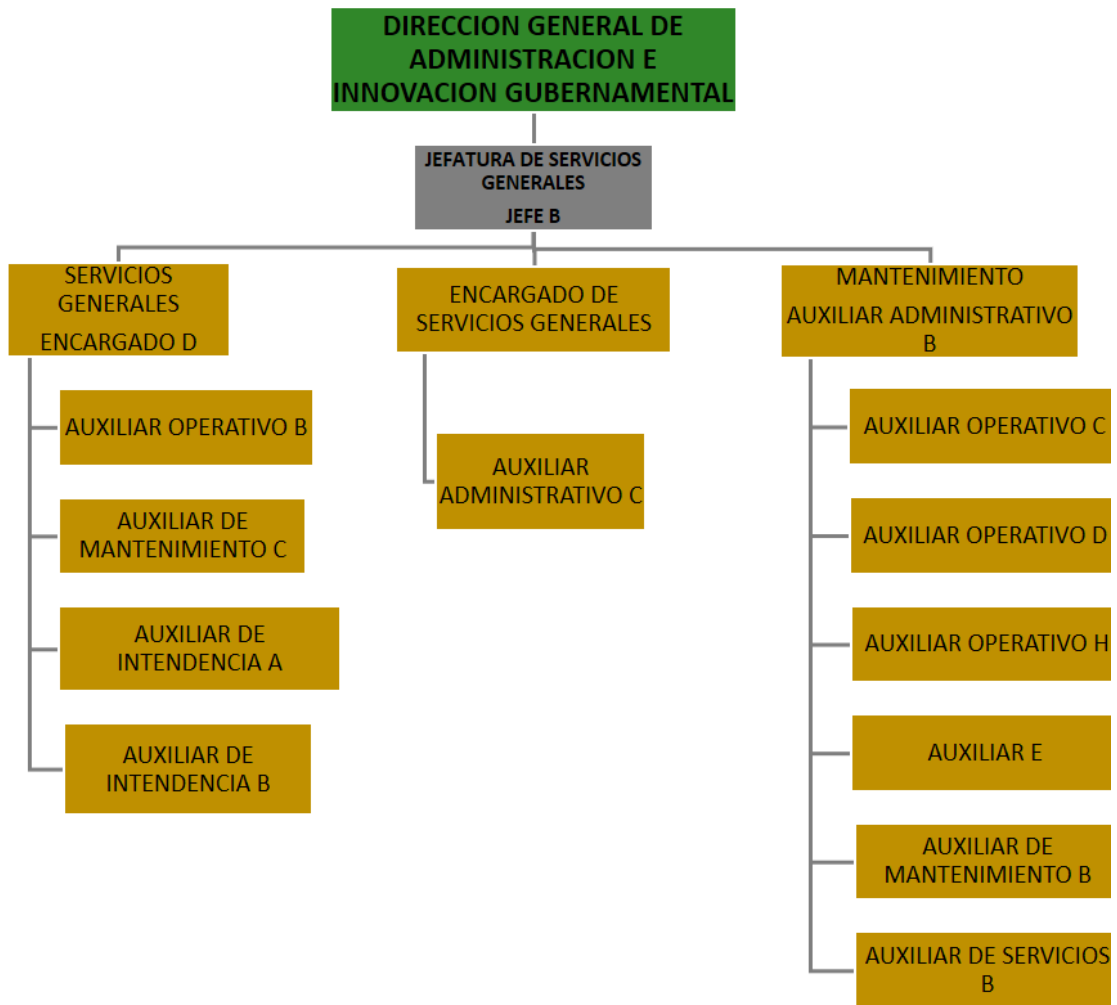 DIRECCION GENERAL DE
ADMINISTRACION E
INNOVACION GUBERNAMENTAL
JEFATURA DE SERVICIOS
GENERALES
JEFE B
SERVICIOS
GENERALES
ENCARGADO D
AUXILIAR OPERATIVO B
AUXILIAR DE
MANTENIMIENTO C
AUXILIAR DE
INTENDENCIA A
AUXILIAR DE
INTENDENCIA B
ENCARGADO DE
SERVICIOS GENERALES
AUXILIAR
ADMINISTRATIVO C
MANTENIMIENTO
AUXILIAR ADMINISTRATIVO
B
AUXILIAR OPERATIVO C
AUXILIAR OPERATIVO D
AUXILIAR OPERATIVO H
AUXILIAR E
AUXILIAR DE
MANTENIMIENTO B
AUXILIAR DE SERVICIOS
B